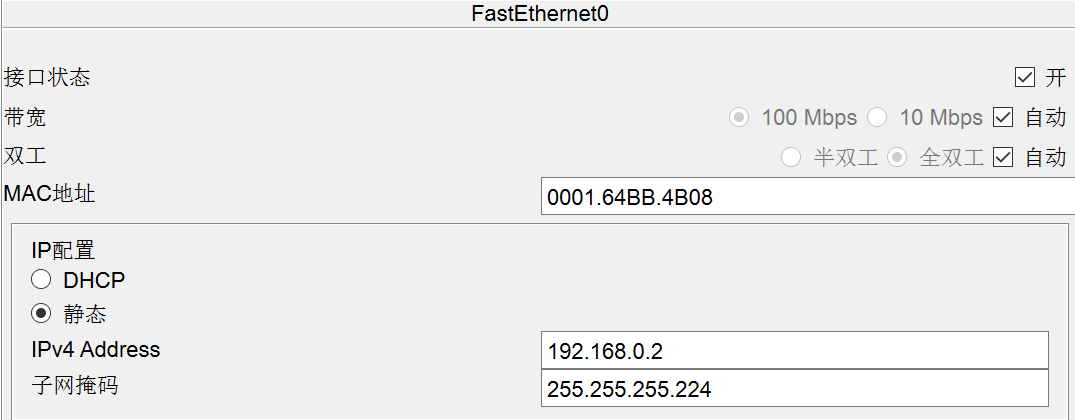 FastEthernet0
接口状态 开
带宽 100 Mbps 10 Mbps 自动
双工 半双工 全双工 自动
MAC地址 0001.64BB.4B08
IP配置
DHCP
静态
IPv4 Address 192.168.0.2
子网掩码 255.255.255.224